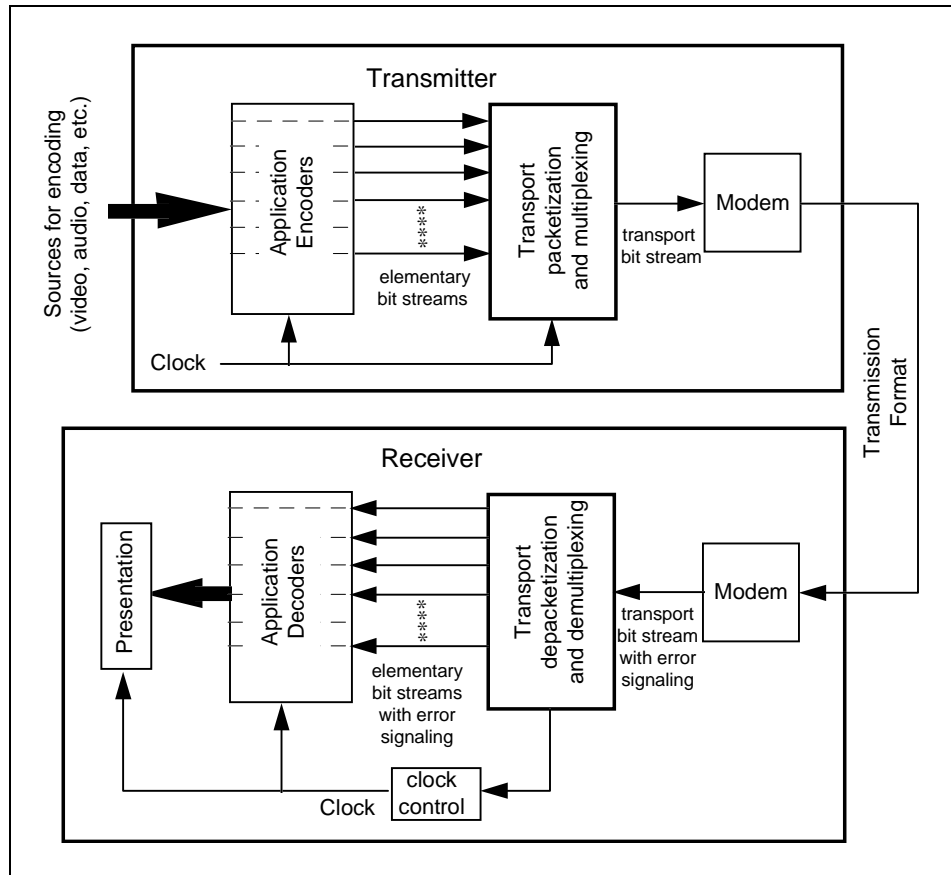 Transmitter
Sources for encoding
(video, audio, data, etc.)
Application
Encoders
****
elementary
bit streams
Transport
packetization
and multiplexing
transport
bit stream
Modem
Clock
Transmission
Format
Receiver
Presentation
Application
Decoders
****
elementary
bit streams
with error
signaling
Transport
depacketization
and demultiplexing
transport
bit stream
with error
signaling
Modem
Clock
clock
control